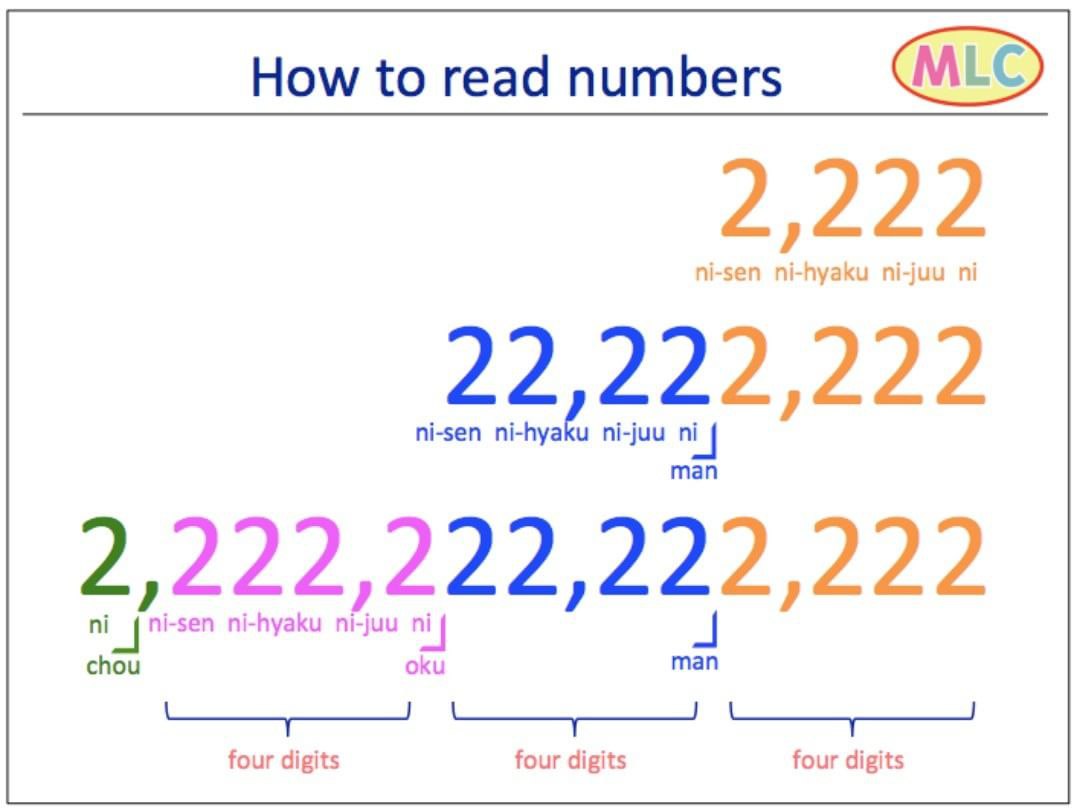 How to read numbers
MLC
2,222
ni-sen ni-hyaku ni-juu ni
22,222,222
ni-sen ni-hyaku ni-juu ni
man
2,222,222,222,222
ni ni-sen ni-hyaku ni-juu ni
chou oku man
four digits four digits four digits